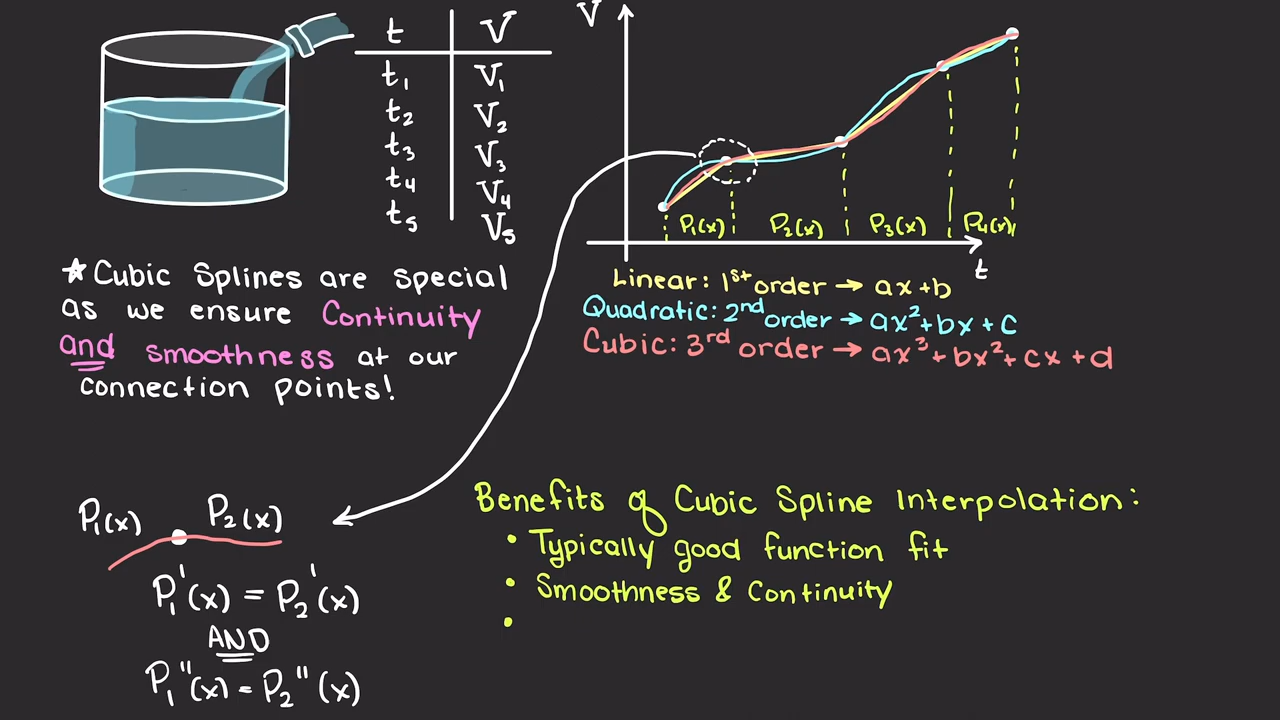 t V
t₁ V₁
t₂ V₂
t₃ V₃
t₄ V₄
t₅ V₅
V
P₁(x) P₂(x) P₃(x) P₄(x)
t
Linear: 1st order → ax+b
Quadratic: 2nd order → ax²+bx+c
Cubic: 3rd order → ax³+bx²+cx+d
★Cubic Splines are special
as we ensure Continuity
and smoothness at our
connection points!
P₁(x) P₂(x)
P₁'(x) = P₂'(x)
AND
P₁''(x) = P₂''(x)
Benefits of Cubic Spline Interpolation:
• Typically good function fit
• Smoothness & Continuity
•